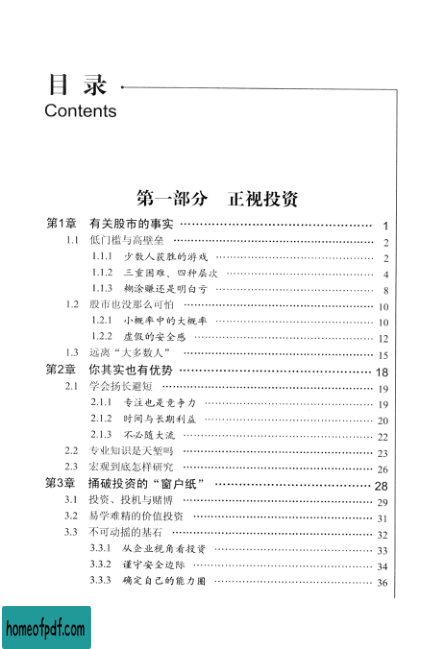 目 录
Contents
第一部分 正视投资
第1章 有关股市的事实 …… 1
1.1 低门槛与高壁垒 …… 2
1.1.1 少数人获胜的游戏 …… 2
1.1.2 三重困难、四种层次 …… 4
1.1.3 糊涂赚还是明白亏 …… 8
1.2 股市也没那么可怕 …… 10
1.2.1 小概率中的大概率 …… 10
1.2.2 虚假的安全感 …… 12
1.3 远离“大多数人” …… 15
第2章 你其实也有优势 …… 18
2.1 学会扬长避短 …… 19
2.1.1 专注也是竞争力 …… 19
2.1.2 时间与长期利益 …… 20
2.1.3 不必随大流 …… 22
2.2 专业知识是天堑吗 …… 23
2.3 宏观到底怎样研究 …… 26
第3章 捅破投资的“窗户纸” …… 28
3.1 投资、投机与赌博 …… 29
3.2 易学难精的价值投资 …… 31
3.3 不可动摇的基石 …… 32
3.3.1 从企业视角看投资 …… 33
3.3.2 谨守安全边际 …… 34
3.3.3 确定自己的能力圈 …… 36
homeofpdf.com